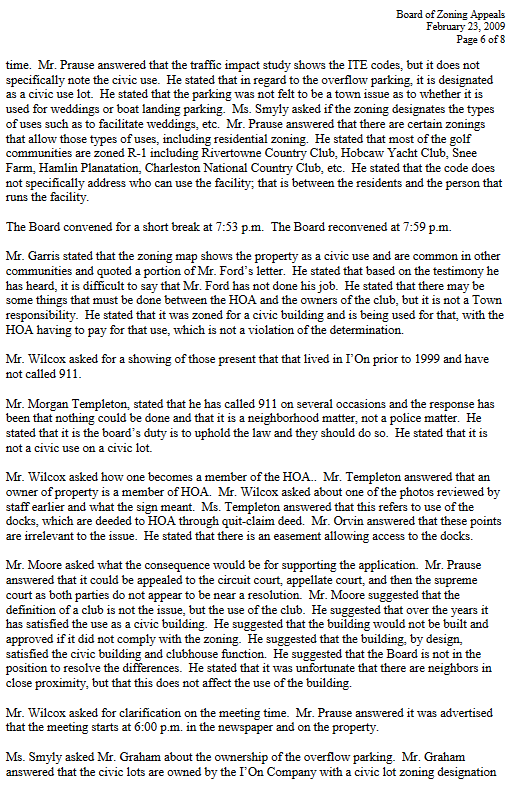 Board of Zoning Appeals
February 23, 2009
Page 6 of 8
time.  Mr. Prause answered that the traffic impact study shows the ITE codes, but it does not
specifically note the civic use.  He stated that in regard to the overflow parking, it is designated
as a civic use lot.  He stated that the parking was not felt to be a town issue as to whether it is
used for weddings or boat landing parking.  Ms. Smyly asked if the zoning designates the types
of uses such as to facilitate weddings, etc.  Mr. Prause answered that there are certain zonings
that allow those types of uses, including residential zoning.  He stated that most of the golf
communities are zoned R-1 including Rivertowne Country Club, Hobcaw Yacht Club, Snee
Farm, Hamlin Planatation, Charleston National Country Club, etc.  He stated that the code does
not specifically address who can use the facility; that is between the residents and the person that
runs the facility.
The Board convened for a short break at 7:53 p.m.  The Board reconvened at 7:59 p.m.
Mr. Garris stated that the zoning map shows the property as a civic use and are common in other
communities and quoted a portion of Mr. Ford's letter.  He stated that based on the testimony he
has heard, it is difficult to say that Mr. Ford has not done his job.  He stated that there may be
some things that must be done between the HOA and the owners of the club, but it is not a Town
responsibility.  He stated that it was zoned for a civic building and is being used for that, with the
HOA having to pay for that use, which is not a violation of the determination.
Mr. Wilcox asked for a showing of those present that that lived in I'On prior to 1999 and have
not called 911.
Mr. Morgan Templeton, stated that he has called 911 on several occasions and the response has
been that nothing could be done and that it is a neighborhood matter, not a police matter.  He
stated that it is the board's duty is to uphold the law and they should do so.  He stated that it is
not a civic use on a civic lot.
Mr. Wilcox asked how one becomes a member of the HOA..  Mr. Templeton answered that an
owner of property is a member of HOA.  Mr. Wilcox asked about one of the photos reviewed by
staff earlier and what the sign meant.  Ms. Templeton answered that this refers to use of the
docks, which are deeded to HOA through quit-claim deed.  Mr. Orvin answered that these points
are irrelevant to the issue.  He stated that there is an easement allowing access to the docks.
Mr. Moore asked what the consequence would be for supporting the application.  Mr. Prause
answered that it could be appealed to the circuit court, appellate court, and then the supreme
court as both parties do not appear to be near a resolution.  Mr. Moore suggested that the
definition of a club is not the issue, but the use of the club.  He suggested that over the years it
has satisfied the use as a civic building.  He suggested that the building would not be built and
approved if it did not comply with the zoning.  He suggested that the building, by design,
satisfied the civic building and clubhouse function.  He suggested that the Board is not in the
position to resolve the differences.  He stated that it was unfortunate that there are neighbors in
close proximity, but that this does not affect the use of the building.
Mr. Wilcox asked for clarification on the meeting time.  Mr. Prause answered it was advertised
that the meeting starts at 6:00 p.m. in the newspaper and on the property.
Ms. Smyly asked Mr. Graham about the ownership of the overflow parking.  Mr. Graham
answered that the civic lots are owned by the I'On Company with a civic lot zoning designation